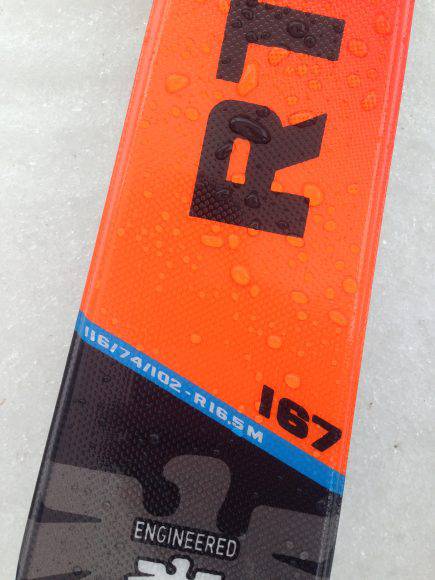 RT
167
116/74/102 - R16.5M
ENGINEERED